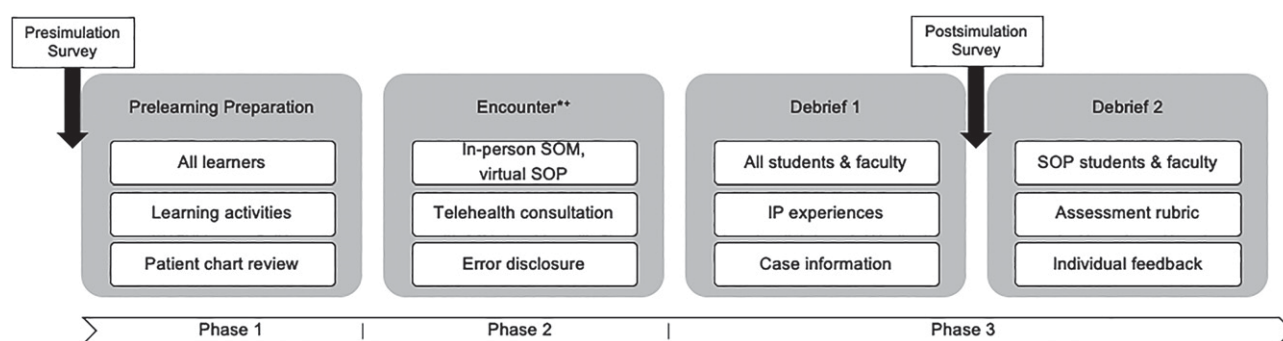 Presimulation
Survey
Postsimulation
Survey
Prelearning Preparation
All learners
Learning activities
Patient chart review
Encounter*+
In-person SOM,
virtual SOP
Telehealth consultation
Error disclosure
Debrief 1
All students & faculty
IP experiences
Case information
Debrief 2
SOP students & faculty
Assessment rubric
Individual feedback
Phase 1 | Phase 2 | Phase 3